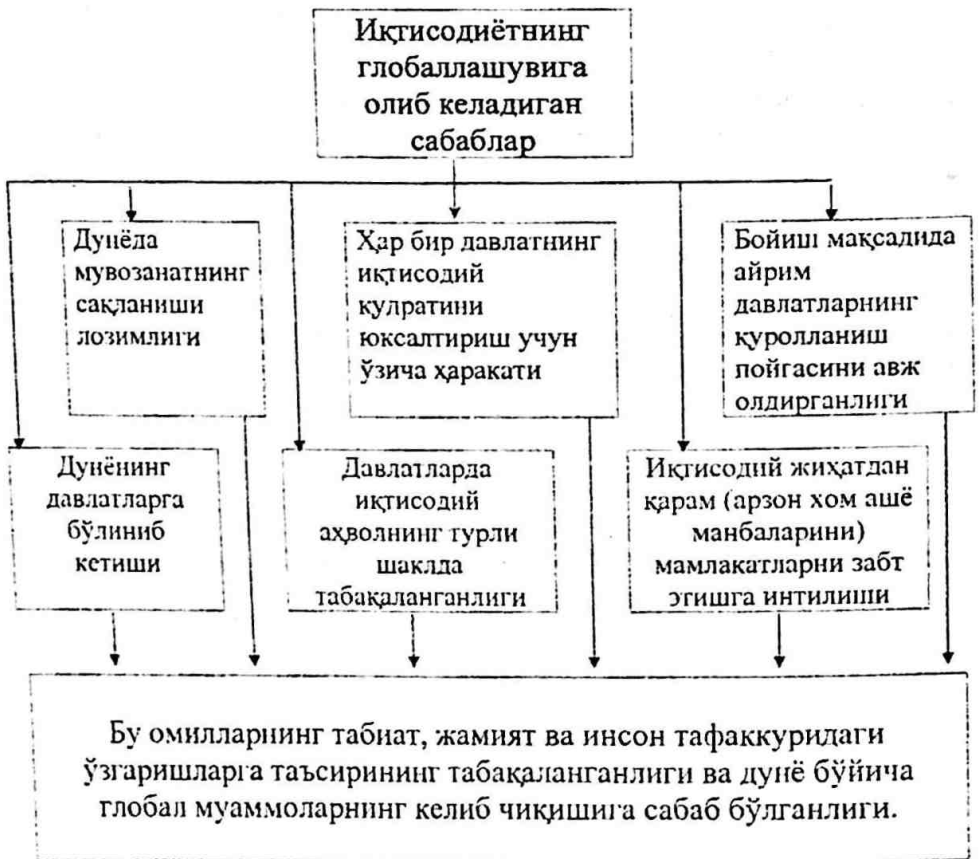 Иқтисодиётнинг
глобаллашувига
олиб келадиган
сабаблар
Дунёда
мувозанатнинг
сақланиши
лозимлиги
Ҳар бир давлатнинг
иқтисодий
қудратини
юксалтириш учун
ўзича ҳаракати
Бойиш мақсадида
айрим
давлатларнинг
қуролланиш
пойгасини авж
олдирганлиги
Дунёнинг
давлатларга
бўлиниб
кетиши
Давлатларда
иқтисодий
аҳволнинг турли
шаклда
табақаланганлиги
Иқтисодий жиҳатдан
қарам (арзон хом ашё
манбаларини)
мамлакатларни забт
этишга интилиши
Бу омилларнинг табиат, жамият ва инсон тафаккуридаги
ўзгаришларга таъсирининг табақаланганлиги ва дунё бўйича
глобал муаммоларнинг келиб чиқишига сабаб бўлганлиги.